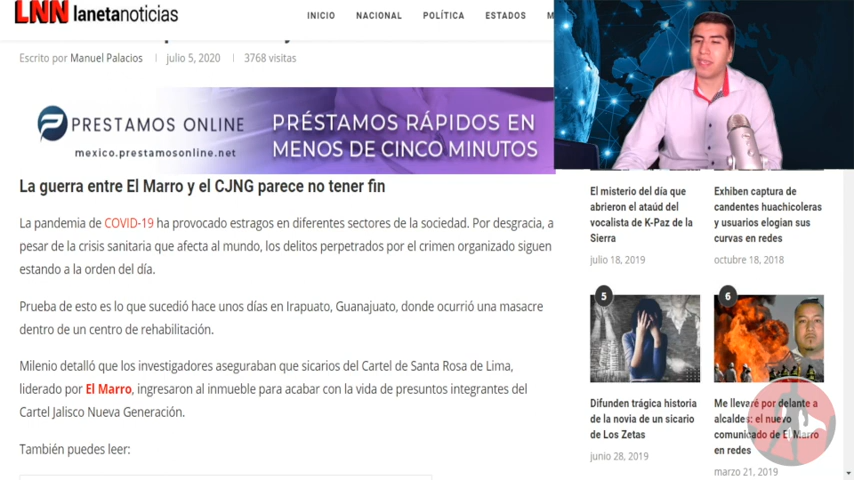 LNN lanetanoticias
INICIO NACIONAL POLÍTICA ESTADOS M
Escrito por Manuel Palacios julio 5, 2020 3768 visitas
PRESTAMOS ONLINE
mexico.prestamosonline.net
PRÉSTAMOS RÁPIDOS EN
MENOS DE CINCO MINUTOS
La guerra entre El Marro y el CJNG parece no tener fin
La pandemia de COVID-19 ha provocado estragos en diferentes sectores de la sociedad. Por desgracia, a
pesar de la crisis sanitaria que afecta al mundo, los delitos perpetrados por el crimen organizado siguen
estando a la orden del día.
Prueba de esto es lo que sucedió hace unos días en Irapuato, Guanajuato, donde ocurrió una masacre
dentro de un centro de rehabilitación.
Milenio detalló que los investigadores aseguraban que sicarios del Cartel de Santa Rosa de Lima,
liderado por El Marro, ingresaron al inmueble para acabar con la vida de presuntos integrantes del
Cartel Jalisco Nueva Generación.
También puedes leer:
El misterio del día que
abrieron el ataúd del
vocalista de K-Paz de la
Sierra
julio 18, 2019
Exhiben captura de
candentes huachicoleras
y usuarios elogian sus
curvas en redes
octubre 18, 2018
5
Difunden trágica historia
de la novia de un sicario
de Los Zetas
junio 28, 2019
6
Me llevaré por delante a
alcaldes: el nuevo
comunicado de El Marro
en redes
marzo 21, 2019